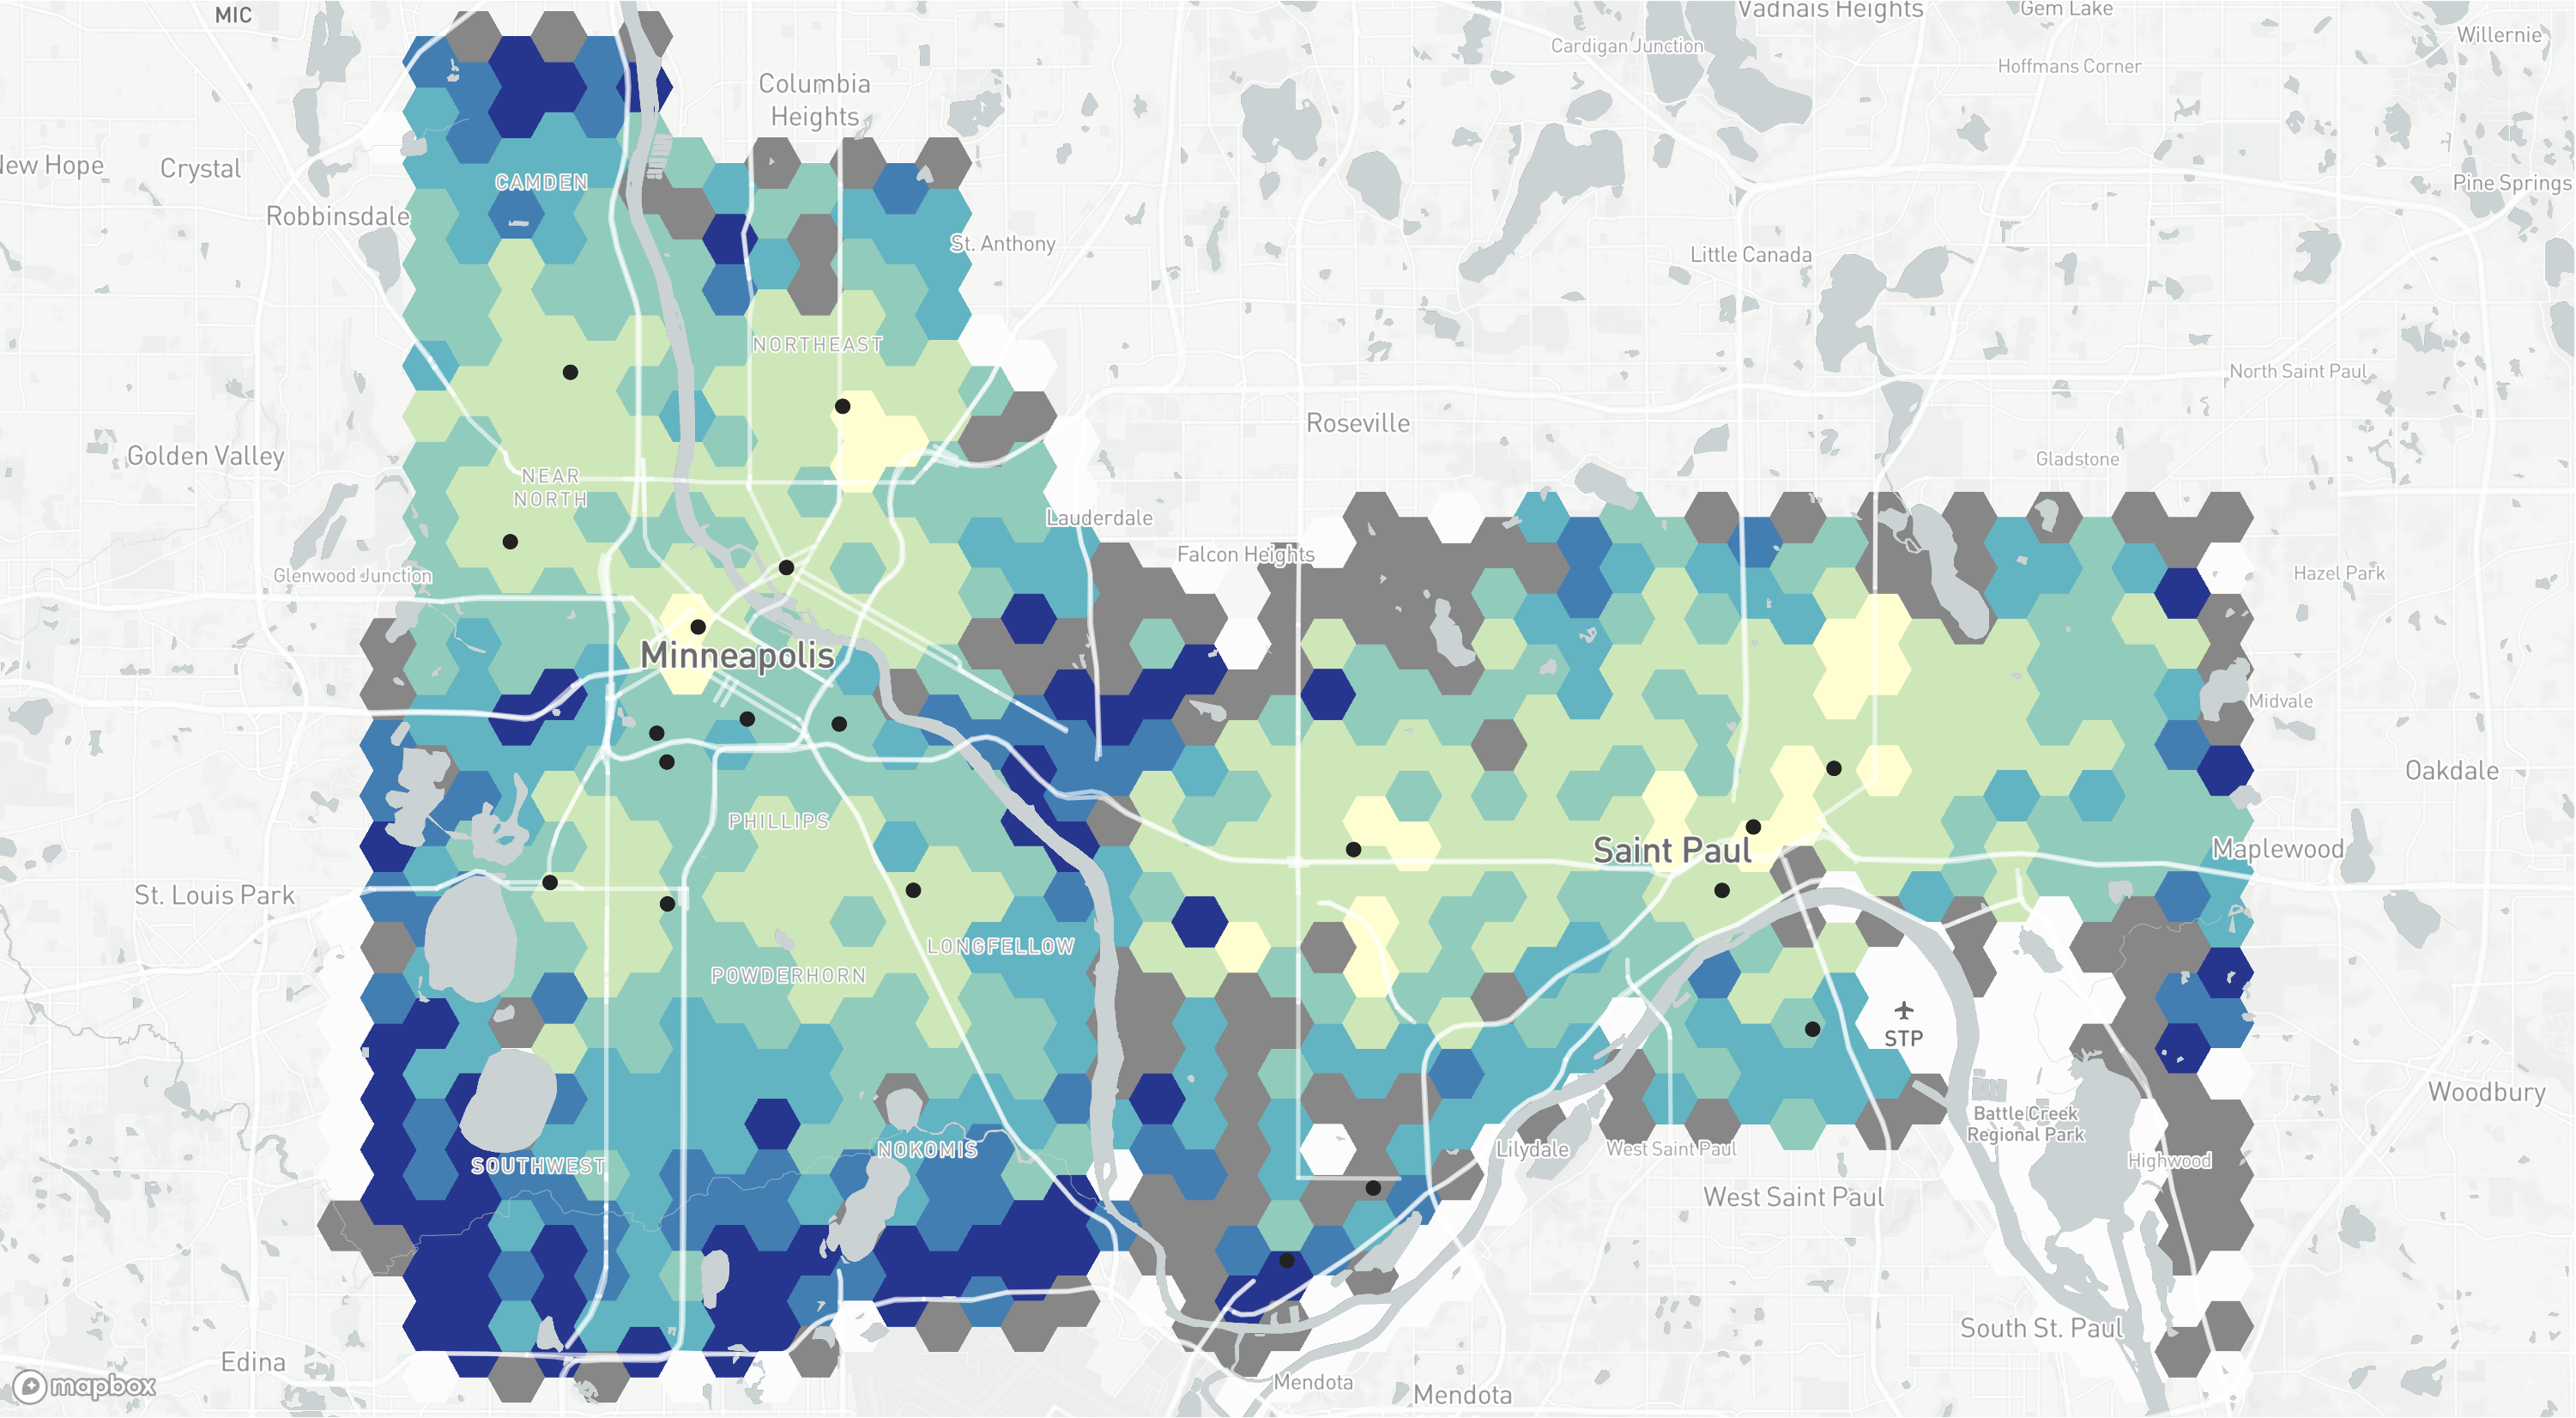 MIC
Vadnais Heights
Gem Lake
Willernie
Cardigan Junction
Hoffmans Corner
Columbia
Heights
New Hope
Crystal
CAMDEN
Pine Springs
Robbinsdale
St. Anthony
Little Canada
NORTHEAST
North Saint Paul
Roseville
Golden Valley
Gladstone
NEAR
NORTH
Lauderdale
Falcon Heights
Glenwood Junction
Hazel Park
Minneapolis
Midvale
Oakdale
PHILLIPS
Saint Paul
Maplewood
St. Louis Park
LONGFELLOW
POWDERHORN
STP
Woodbury
Battle Creek
Regional Park
NOKOMIS
Lilydale
West Saint Paul
SOUTHWEST
Highwood
West Saint Paul
South St. Paul
Edina
Mendota
Mendota
mapbox